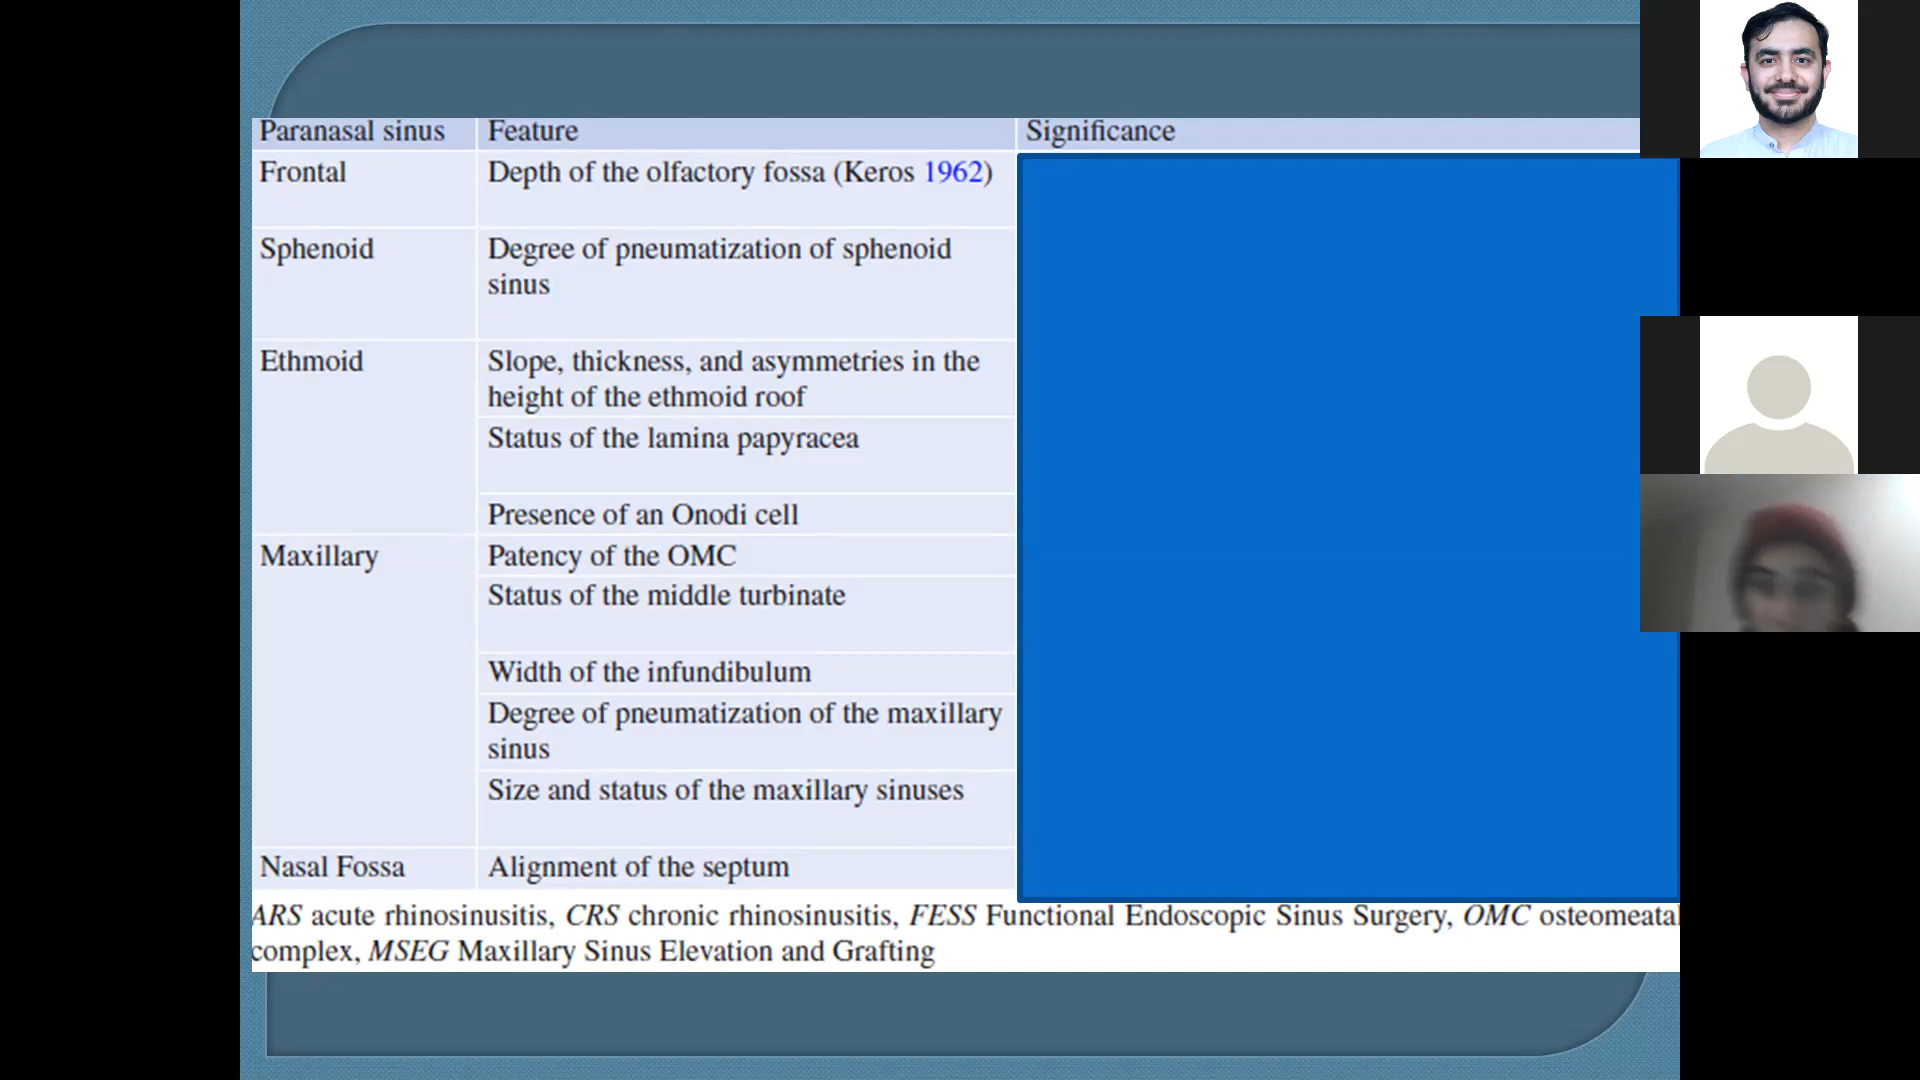 Paranasal sinus Feature Significance
Frontal Depth of the olfactory fossa (Keros 1962)
Sphenoid Degree of pneumatization of sphenoid
sinus
Ethmoid Slope, thickness, and asymmetries in the
height of the ethmoid roof
Status of the lamina papyracea
Presence of an Onodi cell
Maxillary Patency of the OMC
Status of the middle turbinate
Width of the infundibulum
Degree of pneumatization of the maxillary
sinus
Size and status of the maxillary sinuses
Nasal Fossa Alignment of the septum
ARS acute rhinosinusitis, CRS chronic rhinosinusitis, FESS Functional Endoscopic Sinus Surgery, OMC osteomeatal
complex, MSEG Maxillary Sinus Elevation and Grafting